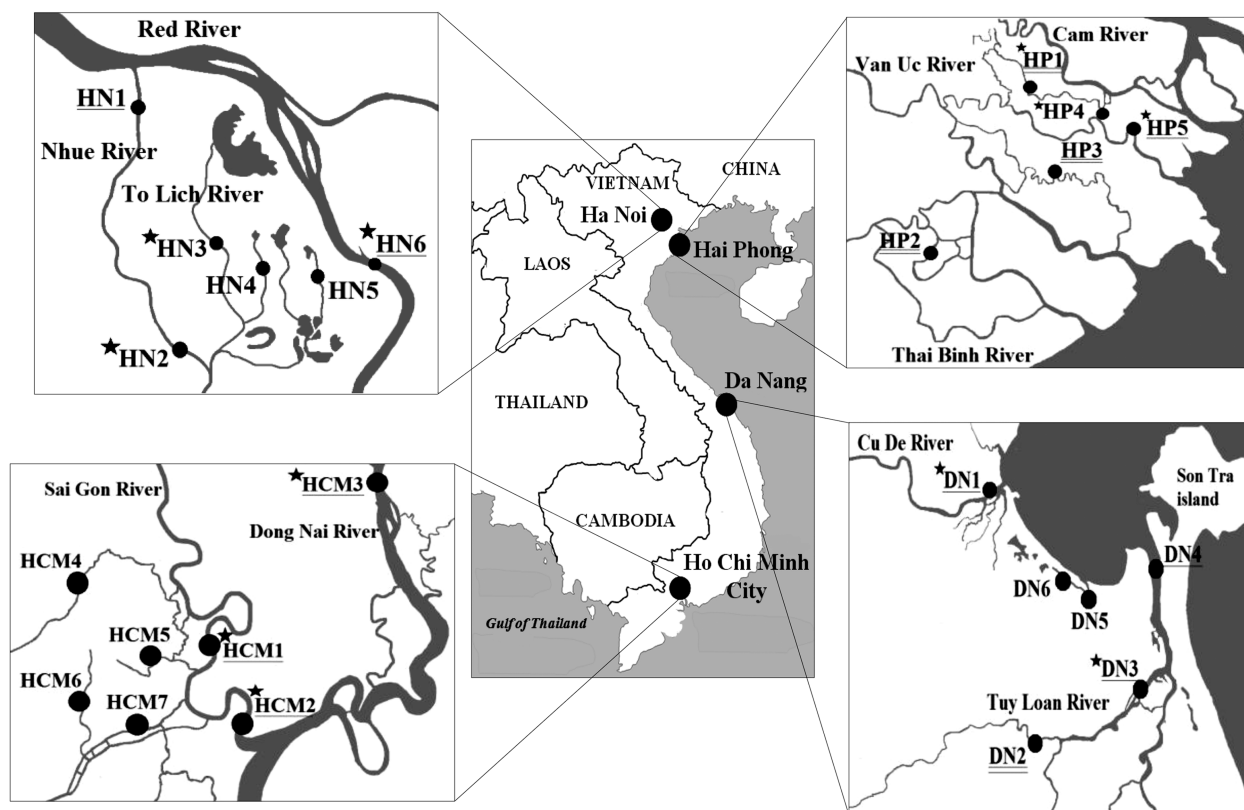 Red River
HN1
Nhue River
To Lich River
★HN3
HN4
HN5
★HN6
★HN2
CHINA
VIETNAM
Ha Noi
Hai Phong
LAOS
Da Nang
THAILAND
CAMBODIA
Ho Chi Minh
City
Gulf of Thailand
Cam River
★HP1
Van Uc River
★HP4
★HP5
HP3
HP2
Thai Binh River
Sai Gon River
★HCM3
Dong Nai River
HCM4
HCM5
★HCM1
HCM6
HCM7
★HCM2
Cu De River
★DN1
Son Tra
island
DN4
DN6
DN5
★DN3
Tuy Loan River
DN2